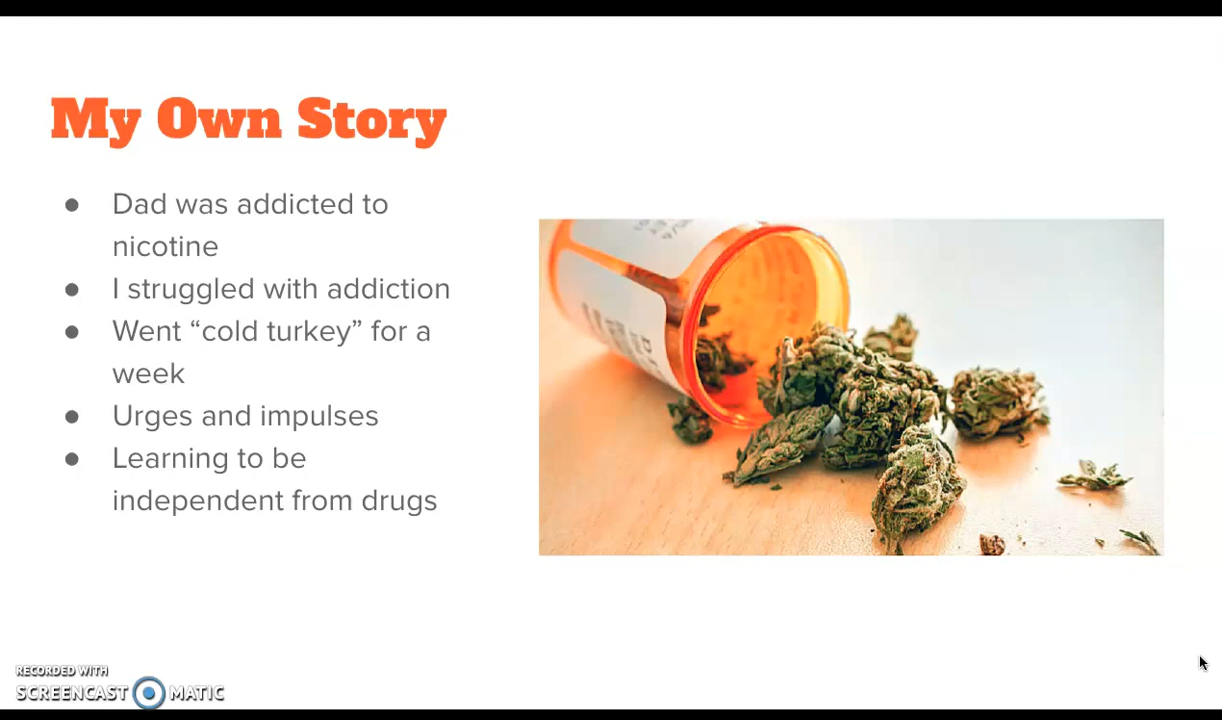 My Own Story
● Dad was addicted to
nicotine
● I struggled with addiction
● Went “cold turkey” for a
week
● Urges and impulses
● Learning to be
independent from drugs
RECORDED WITH
SCREENCAST MATIC